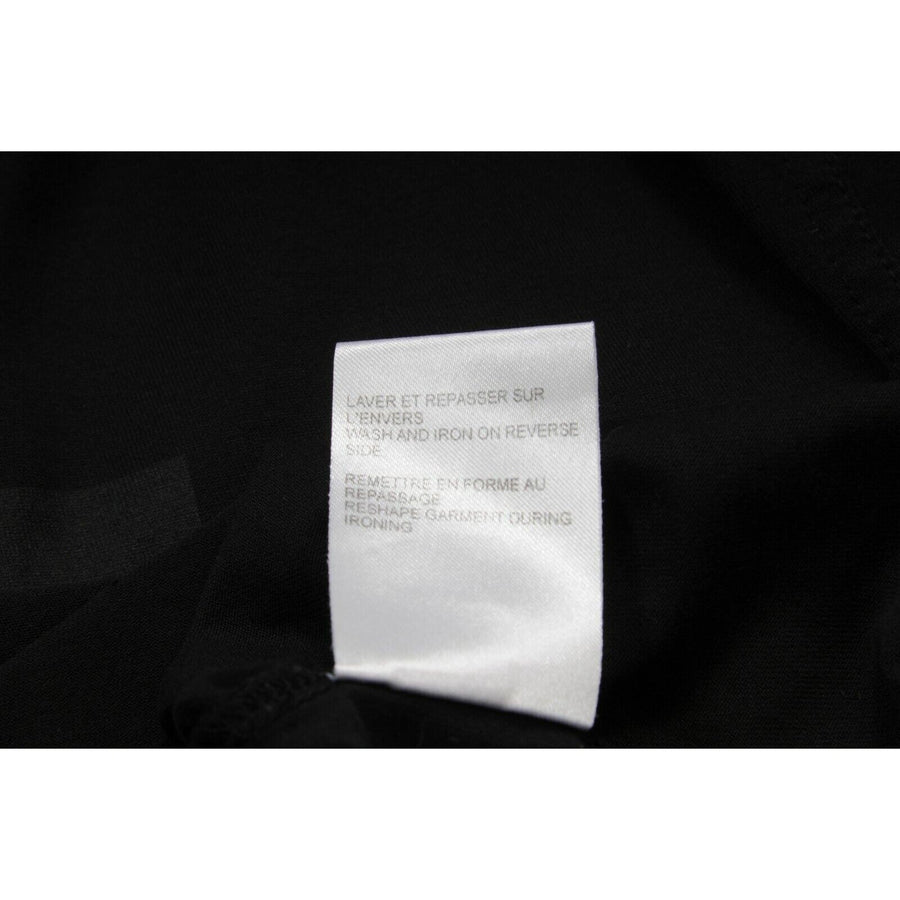 LAVER ET REPASSER SUR
L'ENVERS
WASH AND IRON ON REVERSE
SIDE
REMETTRE EN FORME AU
REPASSAGE
RESHAPE GARMENT DURING
IRONING